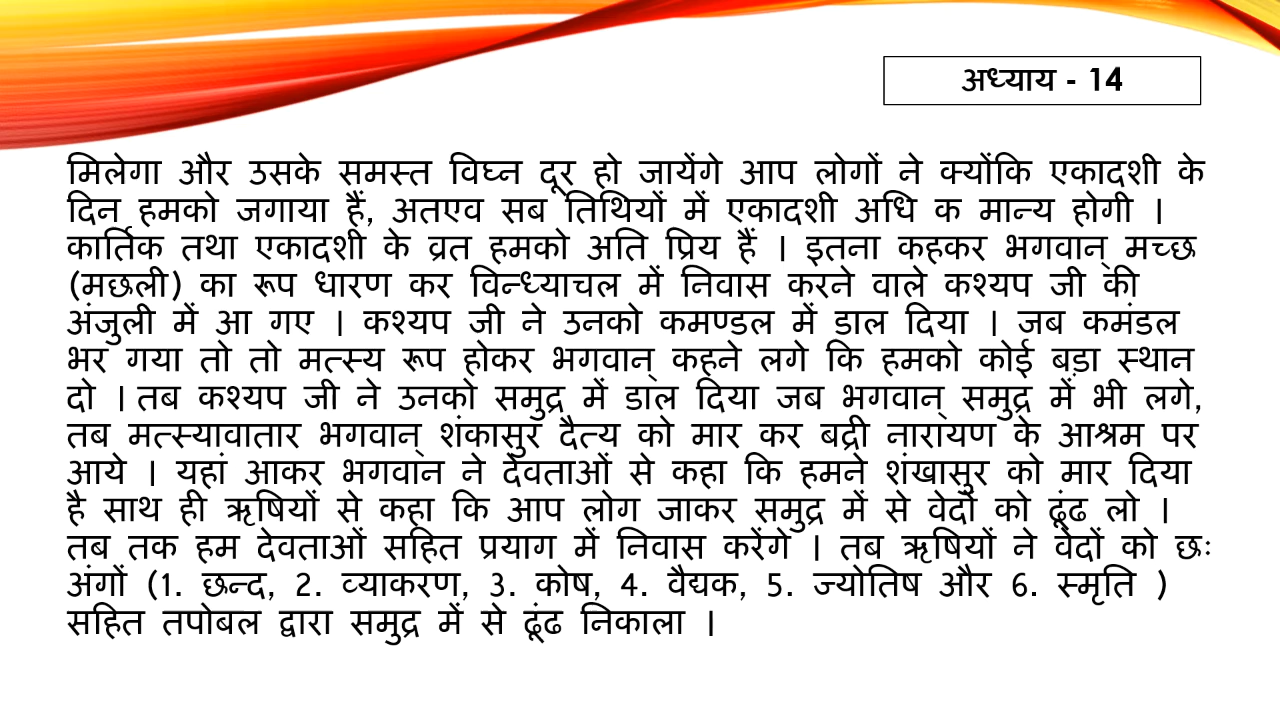 अध्याय - 14
मिलेगा और उसके समस्त विघ्न दूर हो जायेंगे आप लोगों ने क्योंकि एकादशी के
दिन हमको जगाया हैं, अतएव सब तिथियों में एकादशी अधि क मान्य होगी ।
कार्तिक तथा एकादशी के व्रत हमको अति प्रिय हैं । इतना कहकर भगवान् मच्छ
(मछली) का रूप धारण कर विन्ध्याचल में निवास करने वाले कश्यप जी की
अंजुली में आ गए । कश्यप जी ने उनको कमण्डल में डाल दिया । जब कमंडल
भर गया तो तो मत्स्य रूप होकर भगवान् कहने लगे कि हमको कोई बड़ा स्थान
दो । तब कश्यप जी ने उनको समुद्र में डाल दिया जब भगवान् समुद्र में भी लगे,
तब मत्स्यावातार भगवान् शंकासुर दैत्य को मार कर बद्री नारायण के आश्रम पर
आये । यहां आकर भगवान ने देवताओं से कहा कि हमने शंखासुर को मार दिया
है साथ ही ऋषियों से कहा कि आप लोग जाकर समुद्र में से वेदों को ढूंढ लो ।
तब तक हम देवताओं सहित प्रयाग में निवास करेंगे । तब ऋषियों ने वेदों को छः
अंगों (1. छन्द, 2. व्याकरण, 3. कोष, 4. वैद्यक, 5. ज्योतिष और 6. स्मृति )
सहित तपोबल द्वारा समुद्र में से ढूंढ निकाला ।